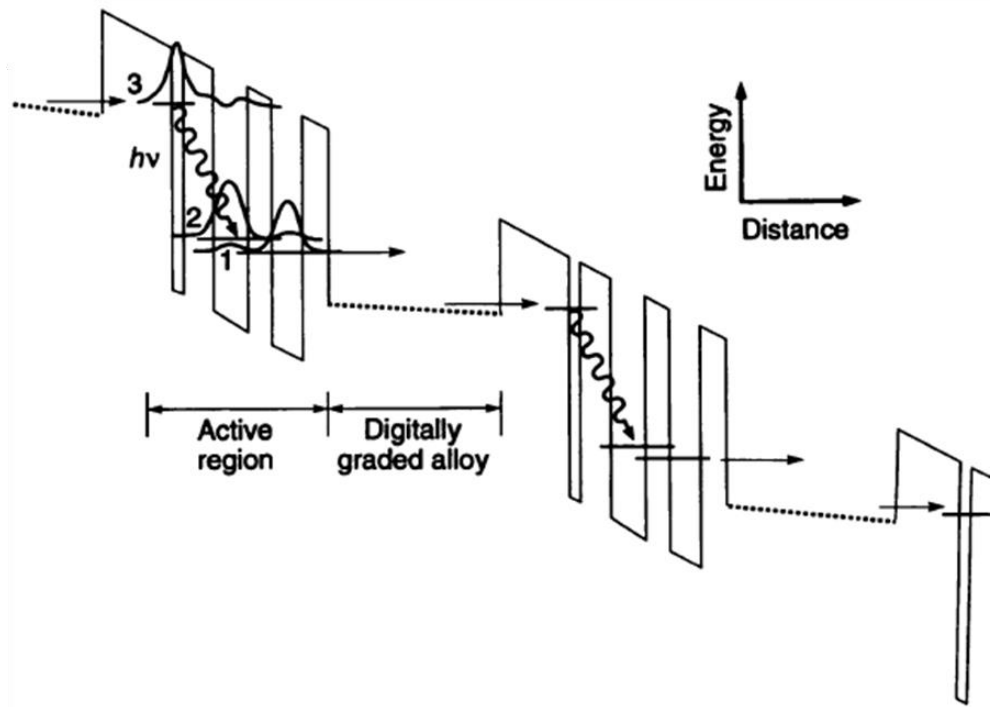 3
hν
2
1
Active
region
Digitally
graded alloy
Energy
Distance